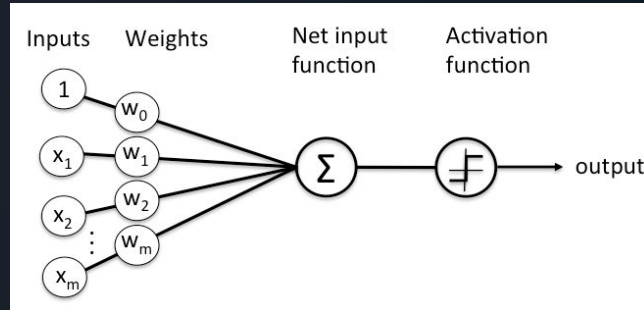 Inputs Weights Net input function Activation function
1 w₀
x₁ w₁ Σ output
x₂ w₂
⋮ wₘ
xₘ